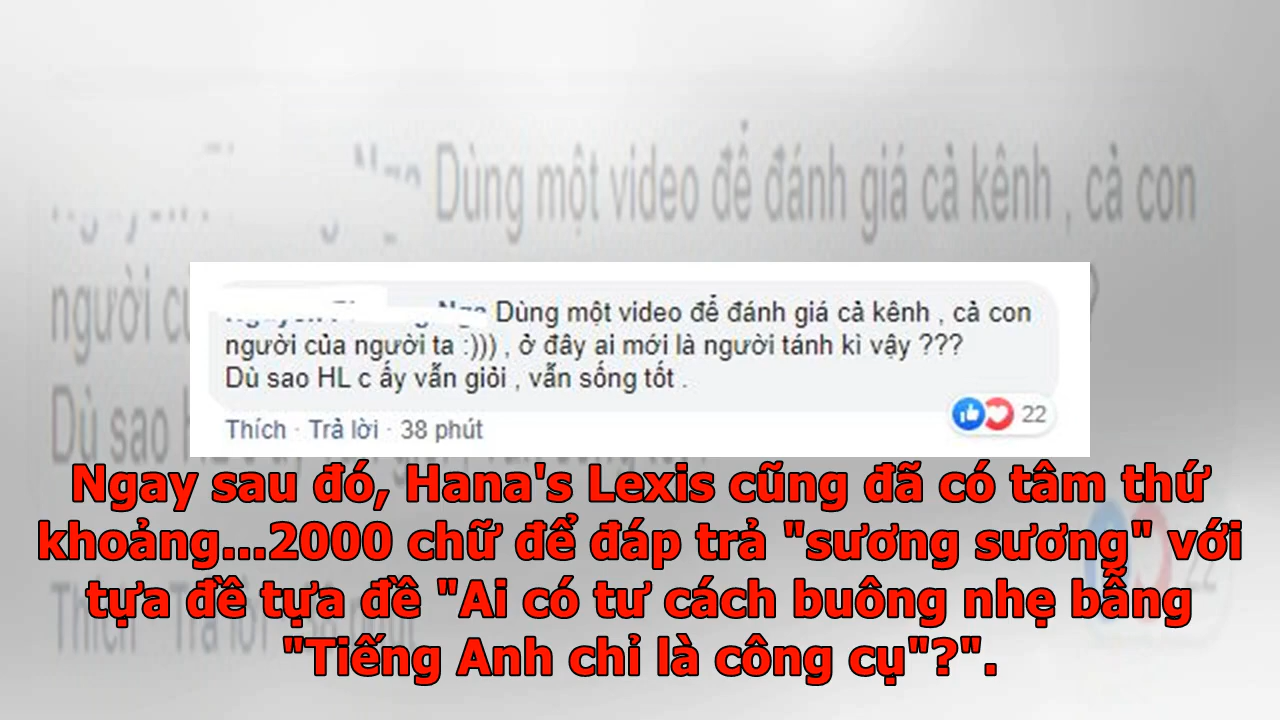 Dùng một video để đánh giá cả kênh , cả con
người của người ta :))) , ở đây ai mới là người tánh kì vậy ???
Dù sao HL c ấy vẫn giỏi , vẫn sống tốt .
Thích · Trả lời · 38 phút
22
Ngay sau đó, Hana's Lexis cũng đã có tâm thứ
khoảng...2000 chữ để đáp trả "sương sương" với
tựa đề tựa đề "Ai có tư cách buông nhẹ bẫng
"Tiếng Anh chỉ là công cụ"?".